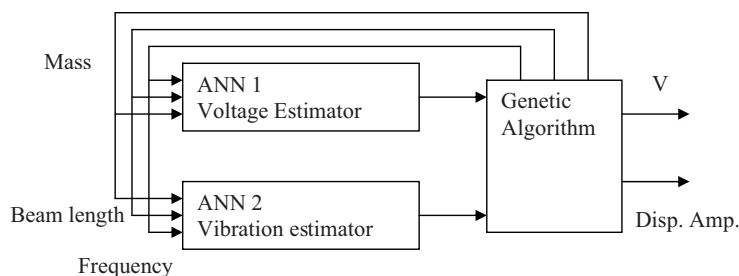 Mass
ANN 1
Voltage Estimator
Genetic
Algorithm
V
ANN 2
Vibration estimator
Beam length
Disp. Amp.
Frequency